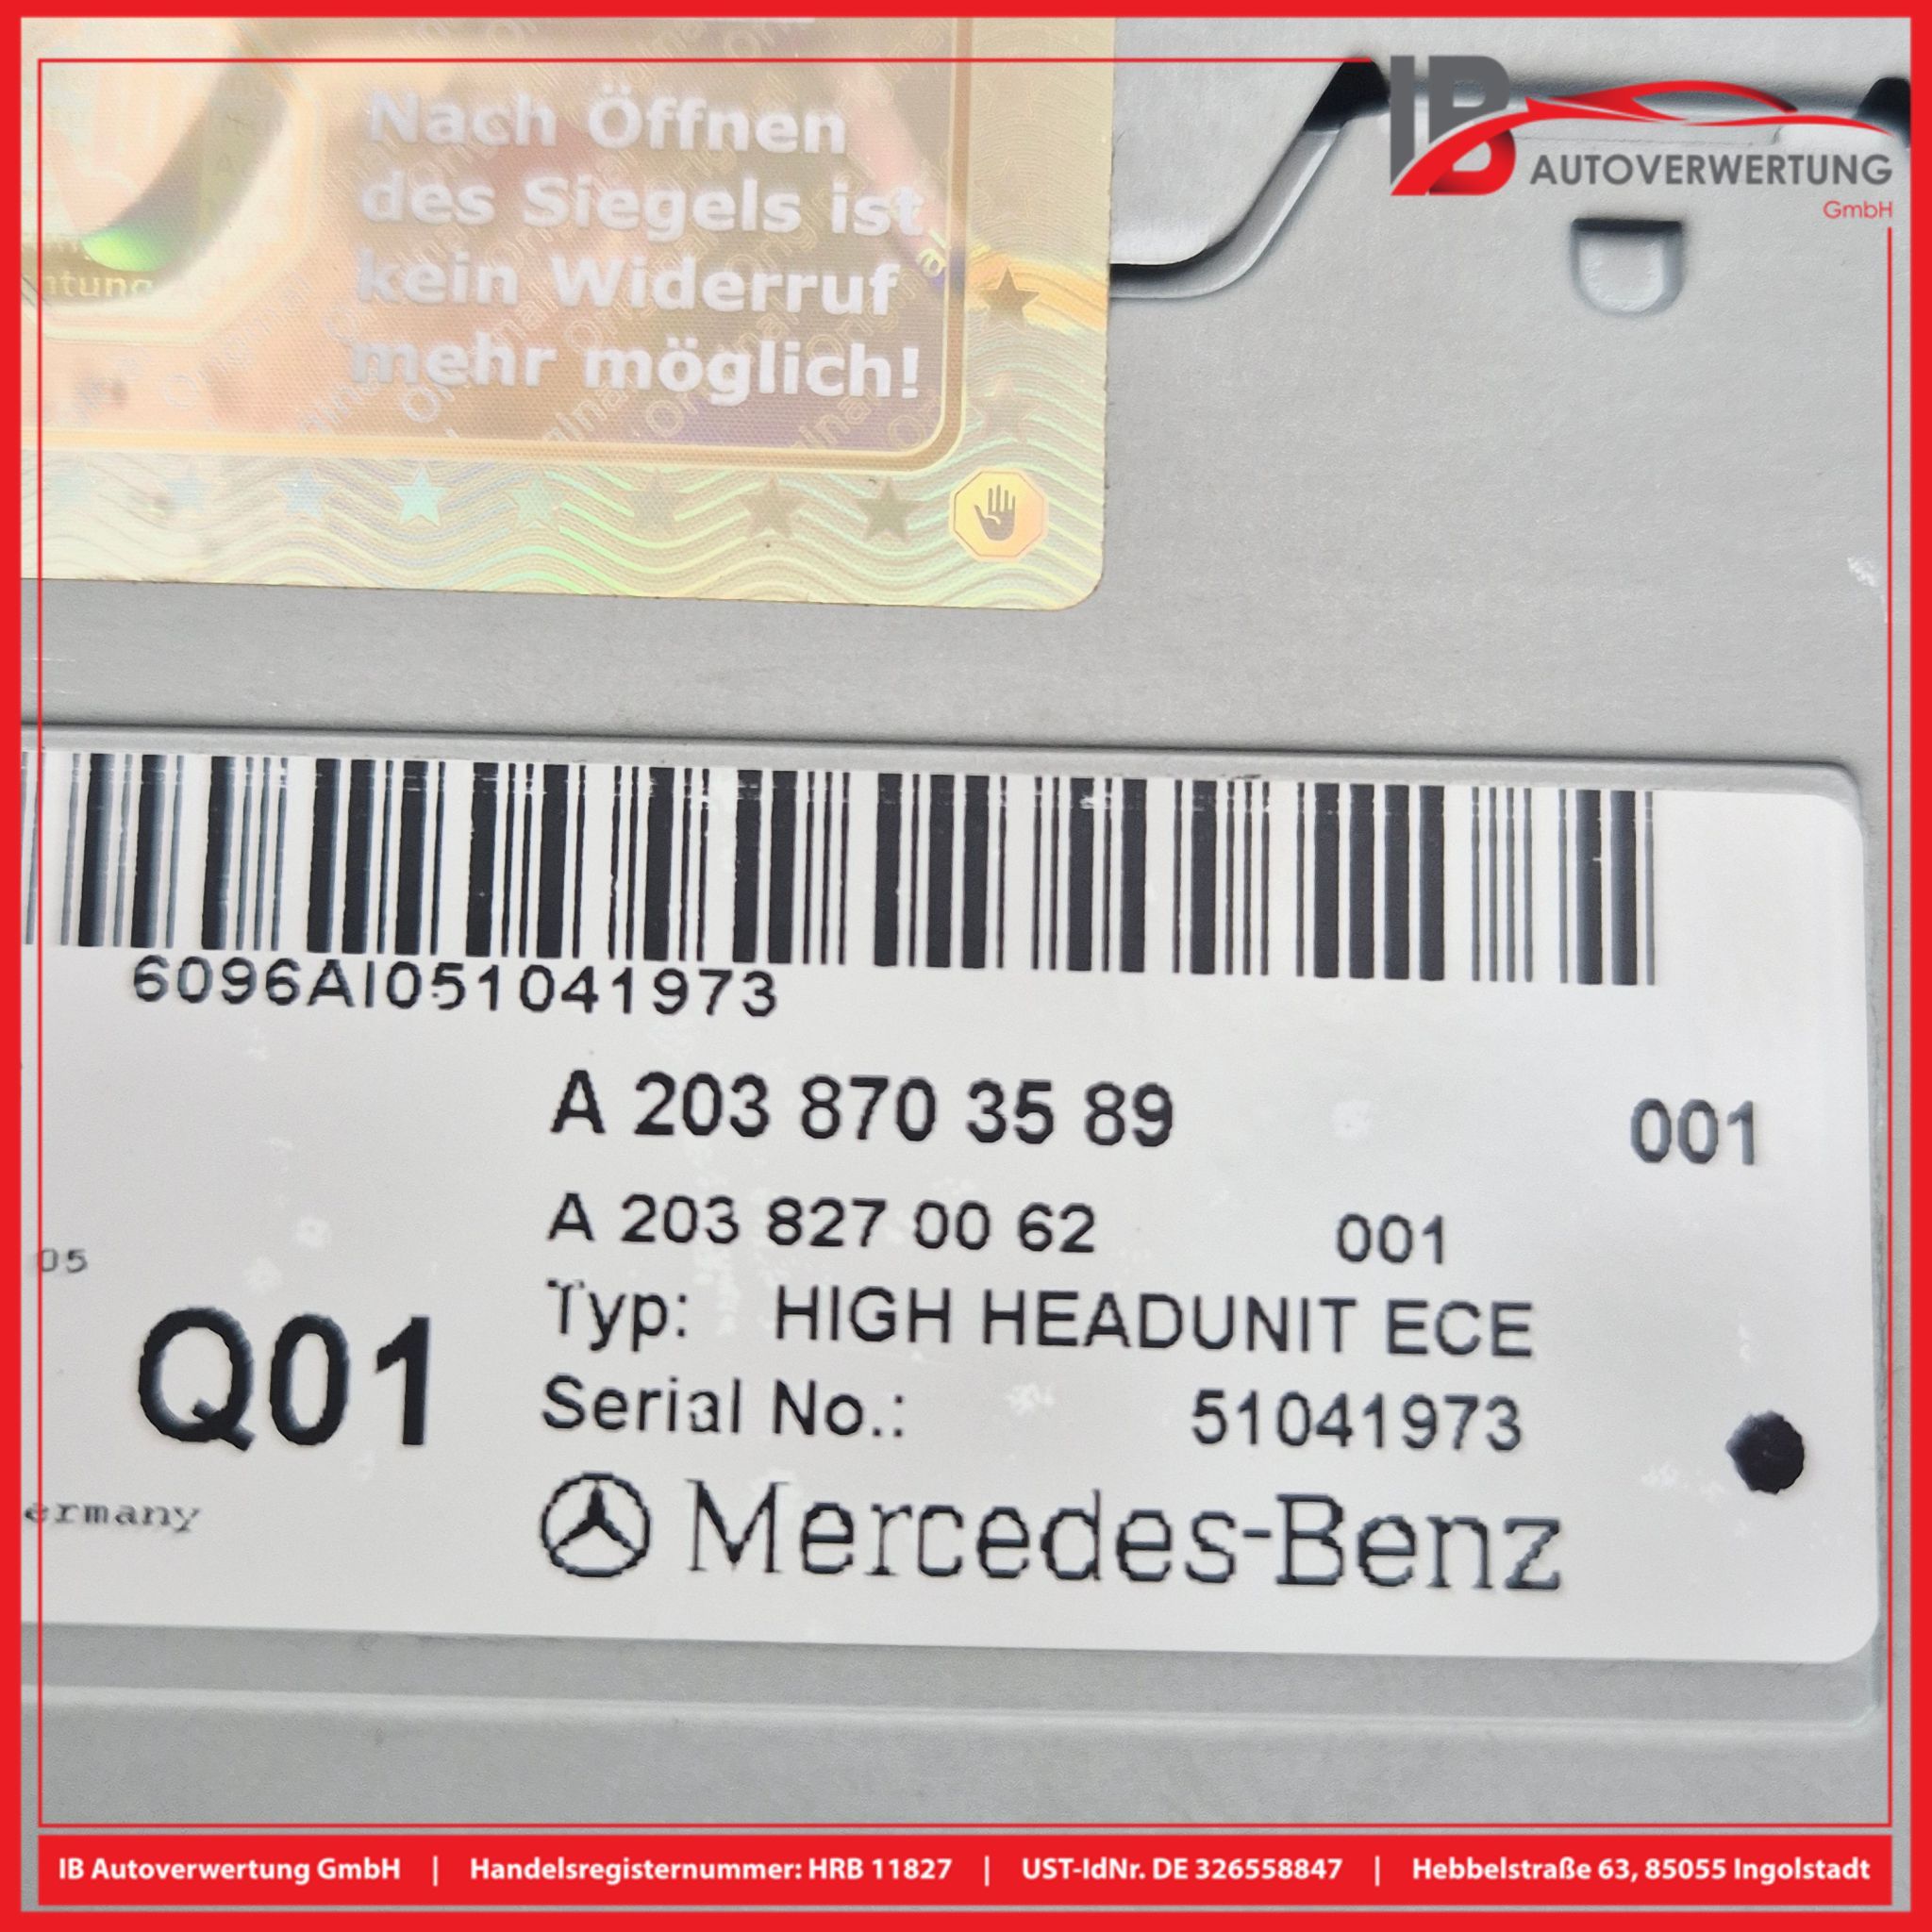 Nach Öffnen
des Siegels ist
kein Widerruf
mehr möglich!
IB
AUTOVERWERTUNG
GmbH
6096AI051041973
A 203 870 35 89 001
A 203 827 00 62 001
05
Typ: HIGH HEADUNIT ECE
Q01
Serial No.: 51041973
ermany
Mercedes-Benz
IB Autoverwertung GmbH | Handelsregisternummer: HRB 11827 | UST-IdNr. DE 326558847 | Hebbelstraße 63, 85055 Ingolstadt